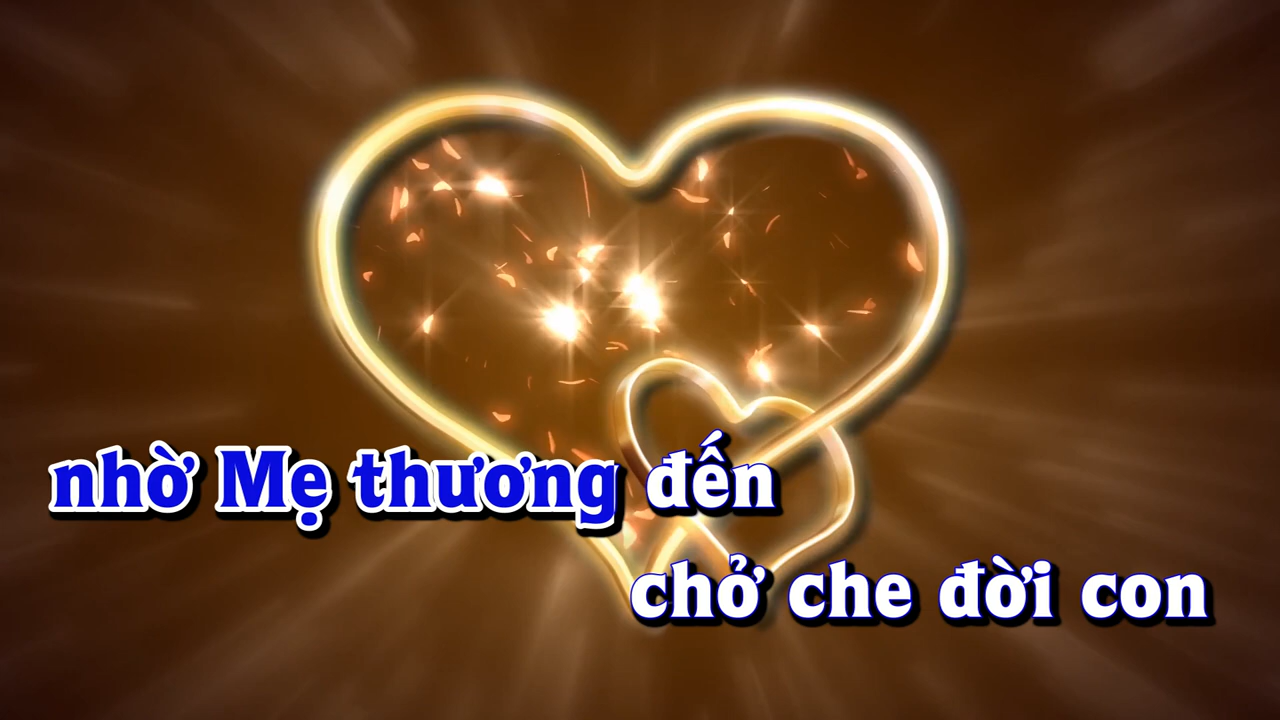 nhờ Mẹ thương đến
chở che đời con